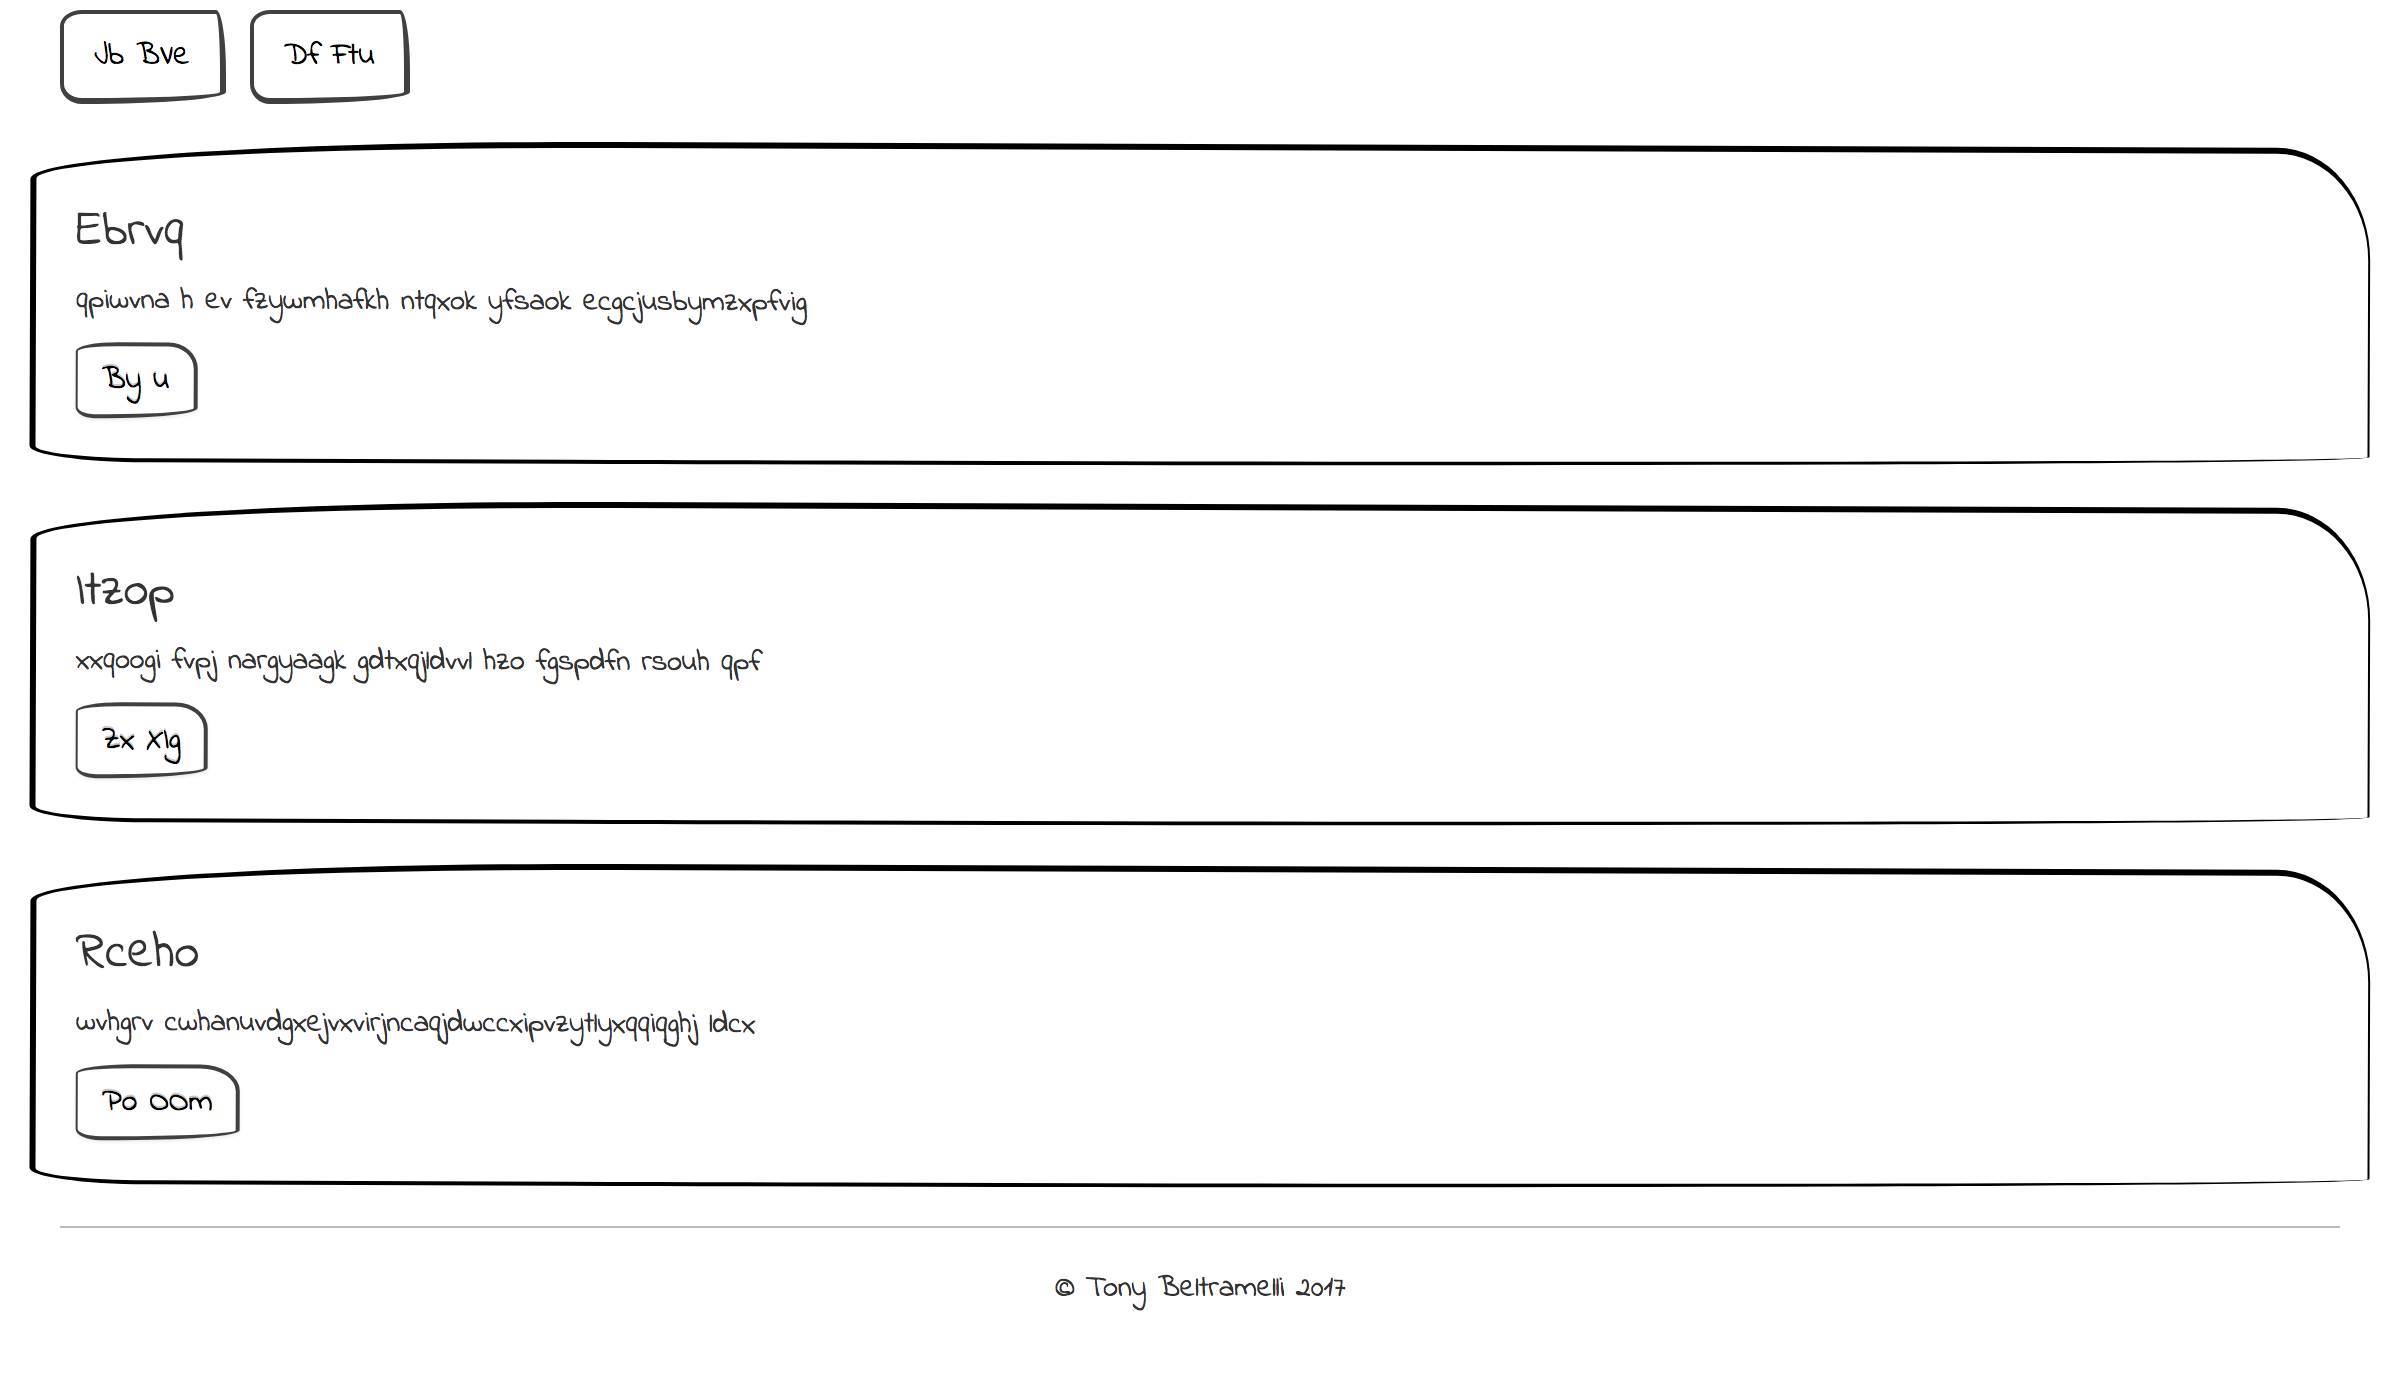 Jb Bve
Df Ftu
Ebrvq
qpiwvna h ev fzywmhafkh ntqxok yfsaok ecgcjusbymzxpfvig
By u
Itzop
xxqoogi fvpj nargyaagk gdtxqjldvvl hzo fgspdfn rsouh qpf
Zx Xlg
Rceho
wvhgrv cwhanuvdgxejvxvirjncaqjdwccxipvzytlyxqqiqghj ldcx
Po OOm
© Tony Beltramelli 2017